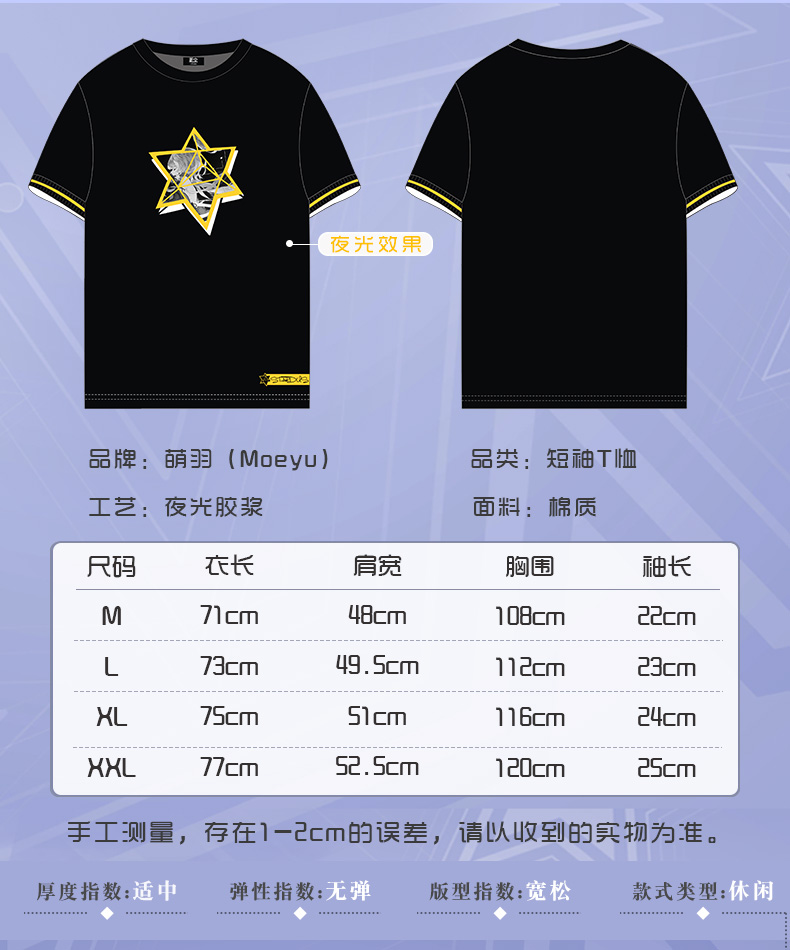 夜光效果
品牌：萌羽（Moeyu）
品类：短袖T恤
工艺：夜光胶浆
面料：棉质
尺码 衣长 肩宽 胸围 袖长
M 71cm 48cm 108cm 22cm
L 73cm 49.5cm 112cm 23cm
XL 75cm 51cm 116cm 24cm
XXL 77cm 52.5cm 120cm 25cm
手工测量，存在1-2cm的误差，请以收到的实物为准。
厚度指数:适中
弹性指数:无弹
版型指数:宽松
款式类型:休闲